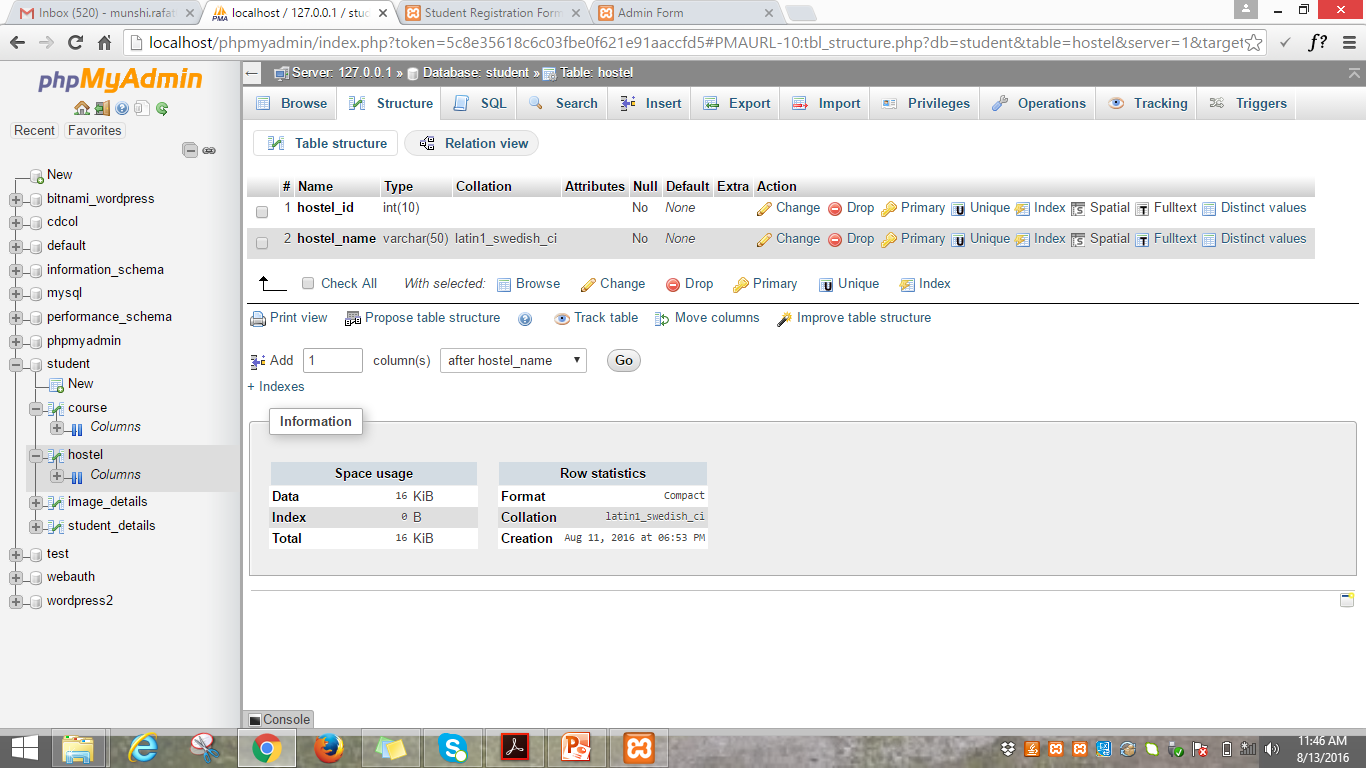 Inbox (520) - munshi.rafat
localhost / 127.0.0.1 / stud
Student Registration Form
Admin Form
localhost/phpmyadmin/index.php?token=5c8e35618c6c03fbe0f621e91aaccfd5#PMAURL-10:tbl_structure.php?db=student&table=hostel&server=1&target
f?
phpMyAdmin
Recent Favorites
New
bitnami_wordpress
cdcol
default
information_schema
mysql
performance_schema
phpmyadmin
student
New
course
Columns
hostel
Columns
image_details
student_details
test
webauth
wordpress2
Server: 127.0.0.1 » Database: student » Table: hostel
Browse Structure SQL Search Insert Export Import Privileges Operations Tracking Triggers
Table structure Relation view
# Name Type Collation Attributes Null Default Extra Action
1 hostel_id int(10) No None Change Drop Primary Unique Index Spatial Fulltext Distinct values
2 hostel_name varchar(50) latin1_swedish_ci No None Change Drop Primary Unique Index Spatial Fulltext Distinct values
Check All With selected: Browse Change Drop Primary Unique Index
Print view Propose table structure Track table Move columns Improve table structure
Add 1 column(s) after hostel_name Go
+ Indexes
Information
Space usage
Data 16 KiB
Index 0 B
Total 16 KiB
Row statistics
Format Compact
Collation latin1_swedish_ci
Creation Aug 11, 2016 at 06:53 PM
Console
11:46 AM
8/13/2016